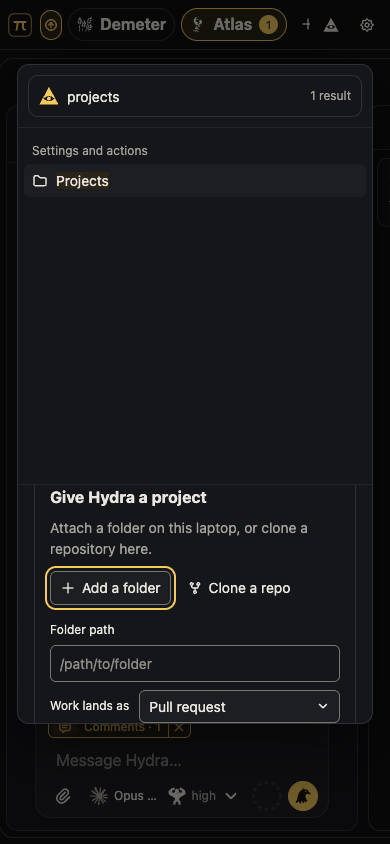 π
Demeter
Atlas 1
projects
1 result
Settings and actions
Projects
Give Hydra a project
Attach a folder on this laptop, or clone a
repository here.
+ Add a folder
Clone a repo
Folder path
/path/to/folder
Work lands as
Pull request
Comments · 1
Message Hydra...
Opus ...
high